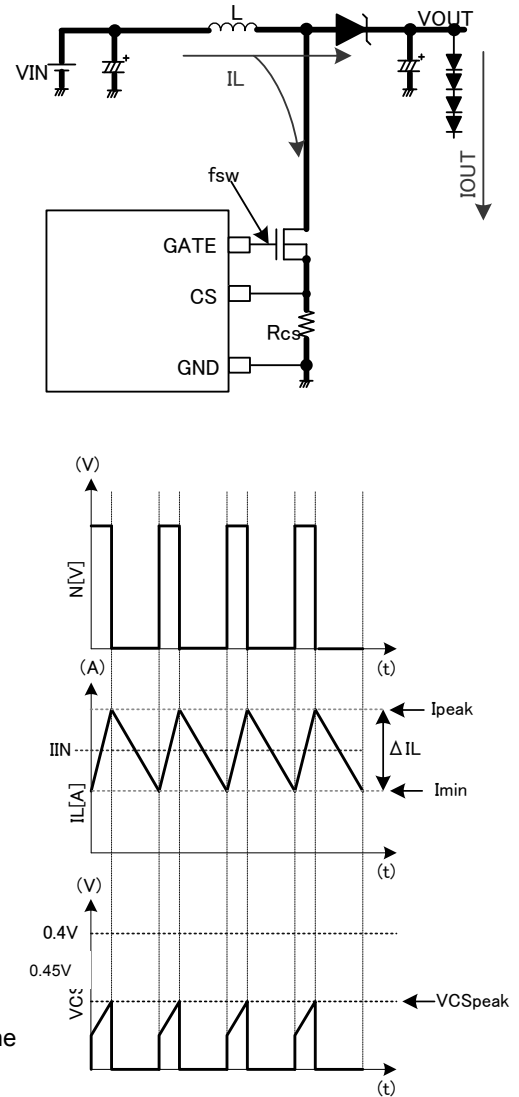 L
VOUT
VIN
IL
IOUT
fsw
GATE
CS
Rcs
GND
(V)
N[V]
(t)
(A)
Ipeak
IIN
ΔIL
Imin
IL[A]
(t)
(V)
0.4V
0.45V
VCSpeak
(t)